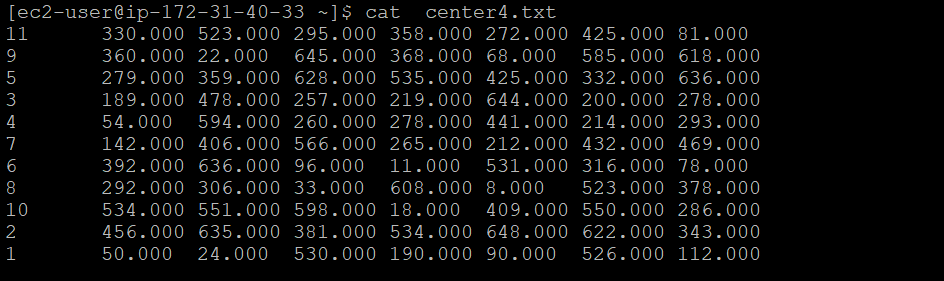 [ec2-user@ip-172-31-40-33 ~]$ cat  center4.txt
11      330.000 523.000 295.000 358.000 272.000 425.000 81.000
9       360.000 22.000  645.000 368.000 68.000  585.000 618.000
5       279.000 359.000 628.000 535.000 425.000 332.000 636.000
3       189.000 478.000 257.000 219.000 644.000 200.000 278.000
4       54.000  594.000 260.000 278.000 441.000 214.000 293.000
7       142.000 406.000 566.000 265.000 212.000 432.000 469.000
6       392.000 636.000 96.000  11.000  531.000 316.000 78.000
8       292.000 306.000 33.000  608.000 8.000   523.000 378.000
10      534.000 551.000 598.000 18.000  409.000 550.000 286.000
2       456.000 635.000 381.000 534.000 648.000 622.000 343.000
1       50.000  24.000  530.000 190.000 90.000  526.000 112.000